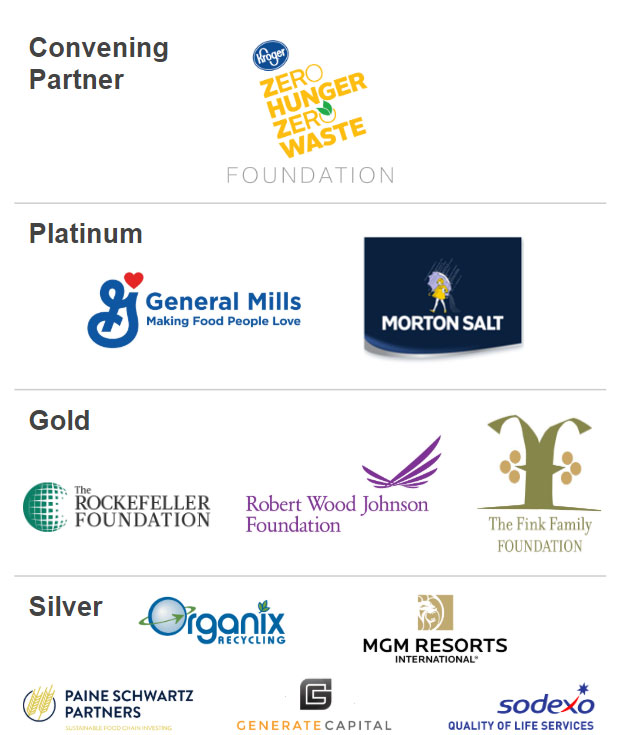 Convening
Partner
Kroger
ZERO
HUNGER
ZERO
WASTE
FOUNDATION
Platinum
General Mills
Making Food People Love
MORTON SALT
Gold
The
ROCKEFELLER
FOUNDATION
Robert Wood Johnson
Foundation
The Fink Family
FOUNDATION
Silver
Organix
RECYCLING
MGM RESORTS
INTERNATIONAL®
PAINE SCHWARTZ
PARTNERS
SUSTAINABLE FOOD CHAIN INVESTING
GENERATE CAPITAL
sodexo
QUALITY OF LIFE SERVICES